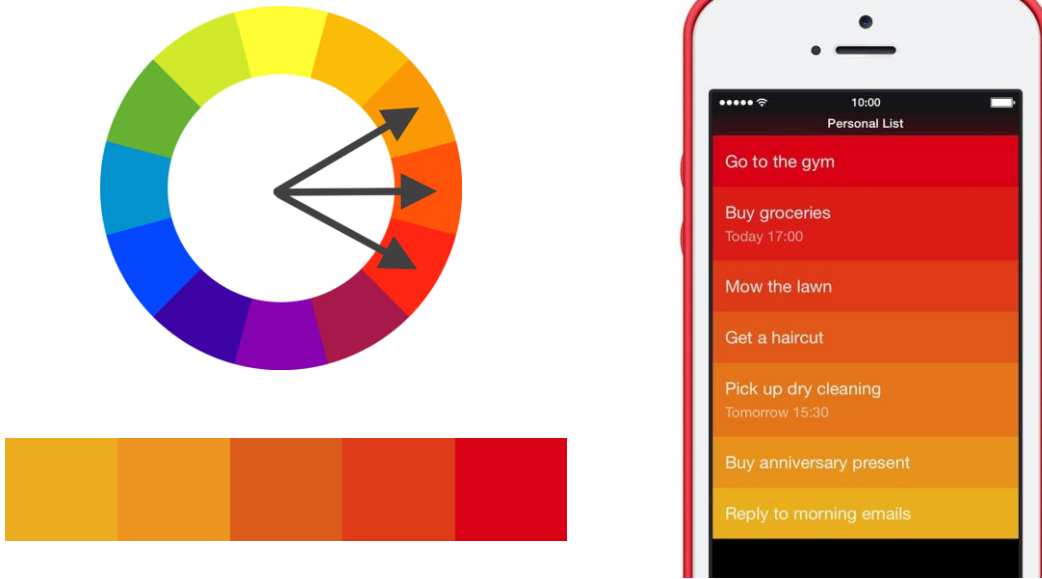 10:00
Personal List
Go to the gym
Buy groceries
Today 17:00
Mow the lawn
Get a haircut
Pick up dry cleaning
Tomorrow 15:30
Buy anniversary present
Reply to morning emails